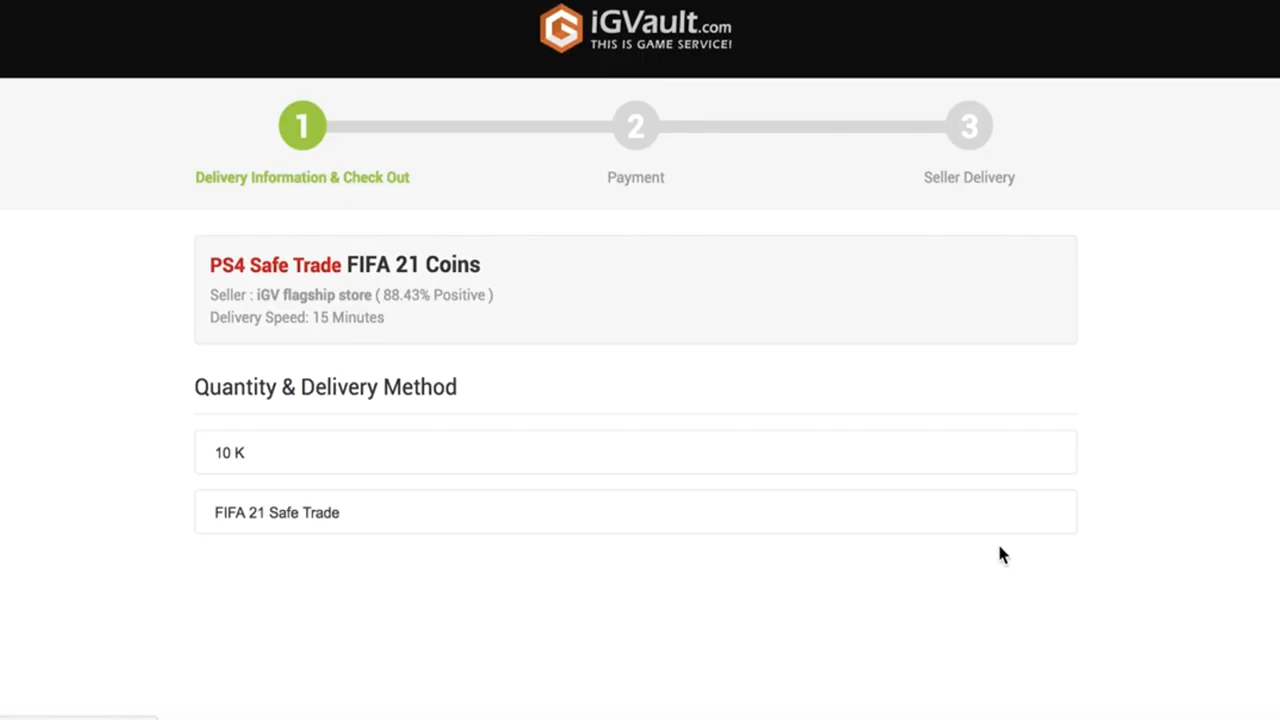 iGVault.com
THIS IS GAME SERVICE!
1
2
3
Delivery Information & Check Out
Payment
Seller Delivery
PS4 Safe Trade FIFA 21 Coins
Seller : iGV flagship store ( 88.43% Positive )
Delivery Speed: 15 Minutes
Quantity & Delivery Method
10 K
FIFA 21 Safe Trade